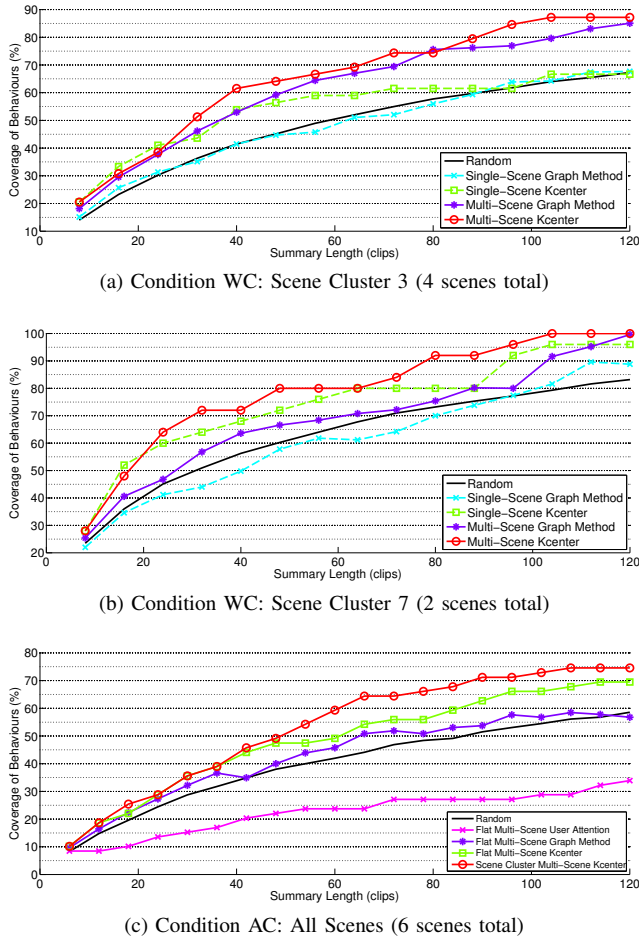 90
80
70
60
50
40
30
20
10
Coverage of Behaviours (%)
0 20 40 60 80 100 120
Summary Length (clips)
Random
Single-Scene Graph Method
Single-Scene Kcenter
Multi-Scene Graph Method
Multi-Scene Kcenter
(a) Condition WC: Scene Cluster 3 (4 scenes total)
100
90
80
70
60
50
40
30
20
Coverage of Behaviours (%)
0 20 40 60 80 100 120
Summary Length (clips)
Random
Single-Scene Graph Method
Single-Scene Kcenter
Multi-Scene Graph Method
Multi-Scene Kcenter
(b) Condition WC: Scene Cluster 7 (2 scenes total)
80
70
60
50
40
30
20
10
0
Coverage of Behaviours (%)
0 20 40 60 80 100 120
Summary Length (clips)
Random
Flat Multi-Scene User Attention
Flat Multi-Scene Graph Method
Flat Multi-Scene Kcenter
Scene Cluster Multi-Scene Kcenter
(c) Condition AC: All Scenes (6 scenes total)